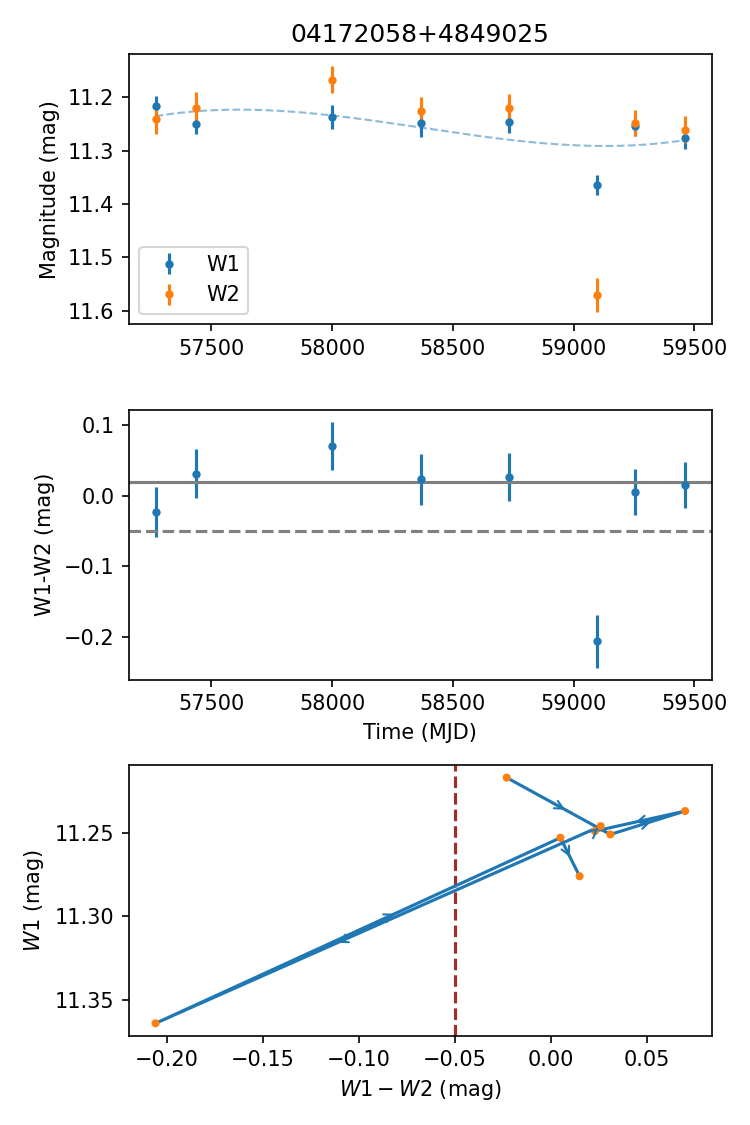 04172058+4849025
Magnitude (mag)
11.2
11.3
11.4
11.5
11.6
W1
W2
57500 58000 58500 59000 59500
W1-W2 (mag)
0.1
0.0
−0.1
−0.2
57500 58000 58500 59000 59500
Time (MJD)
W1 (mag)
11.25
11.30
11.35
−0.20 −0.15 −0.10 −0.05 0.00 0.05
W1 − W2 (mag)